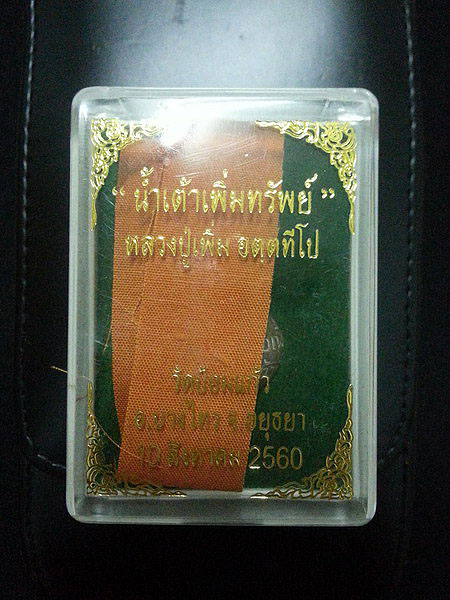 “ น้ำเต้าเพิ่มทรัพย์ ”
หลวงปู่เพิ่ม อตฺตทีโป
วัดป้อมแก้ว
อ.บางไทร จ.อยุธยา
10 สิงหาคม 2560